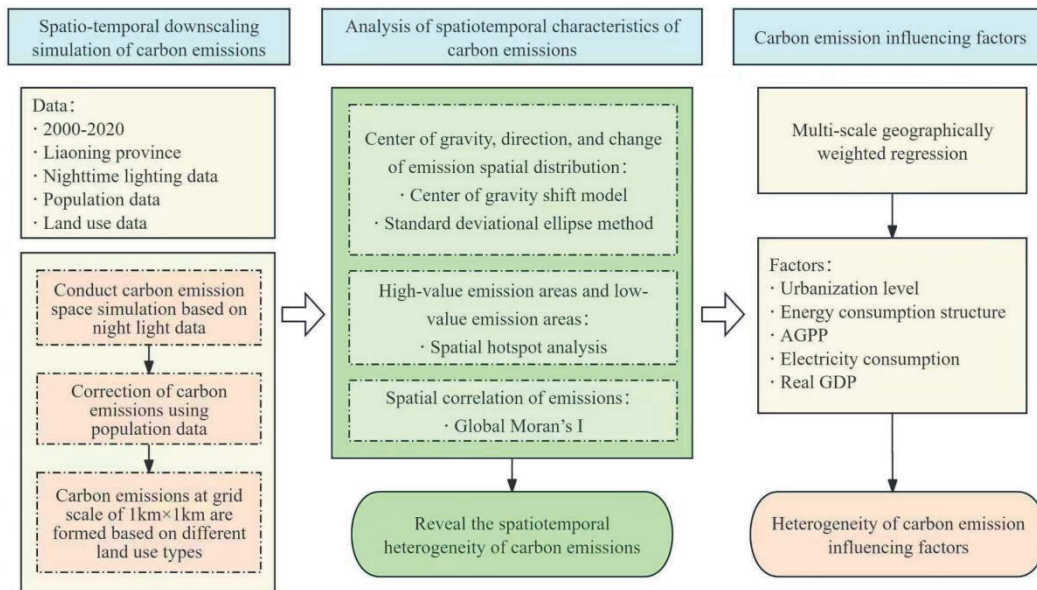 Spatio-temporal downscaling
simulation of carbon emissions
Data：
· 2000-2020
· Liaoning province
· Nighttime lighting data
· Population data
· Land use data
Conduct carbon emission
space simulation based on
night light data
Correction of carbon
emissions using
population data
Carbon emissions at grid
scale of 1km×1km are
formed based on different
land use types
Analysis of spatiotemporal characteristics of
carbon emissions
Center of gravity, direction, and change
of emission spatial distribution：
· Center of gravity shift model
· Standard deviational ellipse method
High-value emission areas and low-
value emission areas：
· Spatial hotspot analysis
Spatial correlation of emissions：
· Global Moran’s I
Reveal the spatiotemporal
heterogeneity of carbon emissions
Carbon emission influencing factors
Multi-scale geographically
weighted regression
Factors：
· Urbanization level
· Energy consumption structure
· AGPP
· Electricity consumption
· Real GDP
Heterogeneity of carbon emission
influencing factors